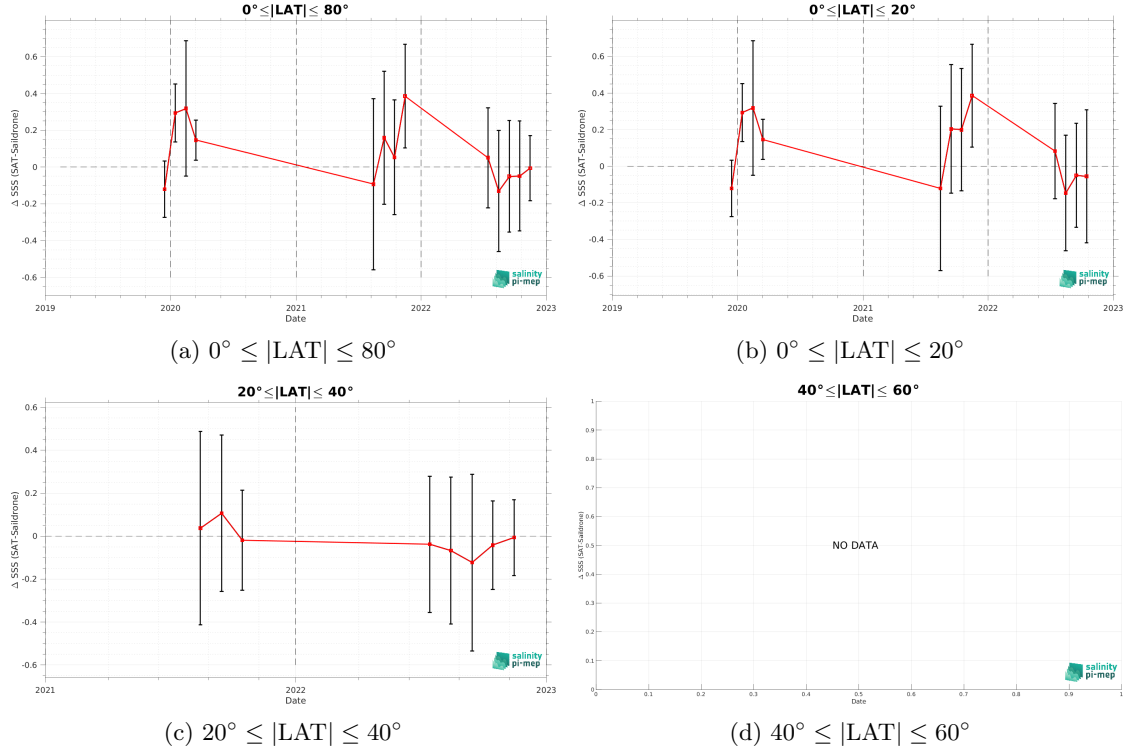 0°≤|LAT|≤ 80°
Δ SSS (SAT-Saildrone)
0.6
0.4
0.2
0
-0.2
-0.4
-0.6
salinity
pi-mep
2019 2020 2021 2022 2023
Date
(a) 0° ≤ |LAT| ≤ 80°
0°≤|LAT|≤ 20°
Δ SSS (SAT-Saildrone)
0.6
0.4
0.2
0
-0.2
-0.4
-0.6
salinity
pi-mep
2019 2020 2021 2022 2023
Date
(b) 0° ≤ |LAT| ≤ 20°
20°≤|LAT|≤ 40°
Δ SSS (SAT-Saildrone)
0.6
0.4
0.2
0
-0.2
-0.4
-0.6
salinity
pi-mep
2021 2022 2023
Date
(c) 20° ≤ |LAT| ≤ 40°
40°≤|LAT|≤ 60°
Δ SSS (SAT-Saildrone)
1
0.9
0.8
0.7
0.6
0.5
0.4
0.3
0.2
0.1
0
NO DATA
salinity
pi-mep
0 0.1 0.2 0.3 0.4 0.5 0.6 0.7 0.8 0.9 1
Date
(d) 40° ≤ |LAT| ≤ 60°